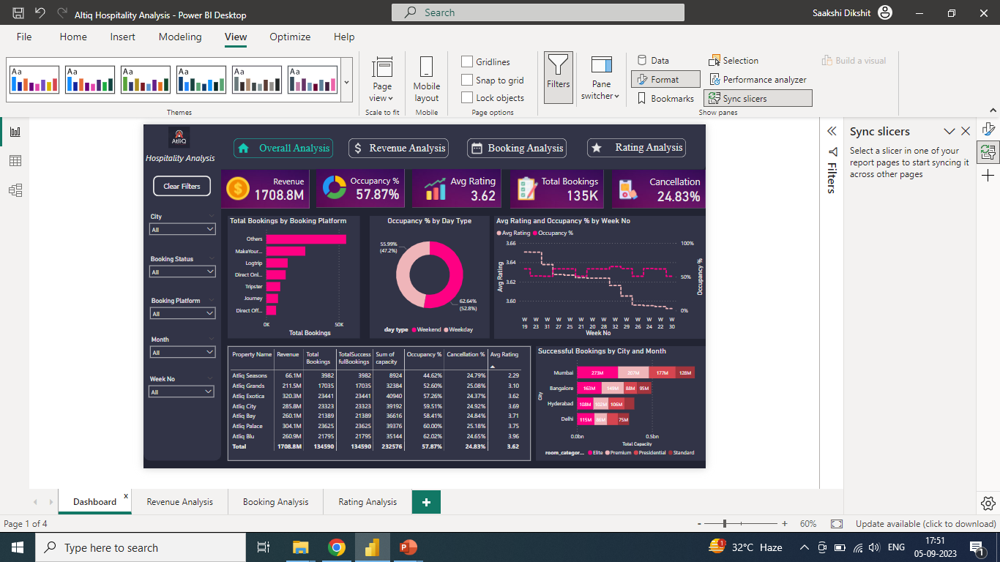 Altiq Hospitality Analysis - Power BI Desktop
Search
Saakshi Dikshit
File Home Insert Modeling View Optimize Help
Aa Aa Aa Aa Aa Aa
Themes
Page view
Scale to fit
Mobile layout
Mobile
Gridlines
Snap to grid
Lock objects
Page options
Filters
Pane switcher
Data
Format
Bookmarks
Selection
Performance analyzer
Sync slicers
Show panes
Build a visual
AtliQ
Hospitality Analysis
Overall Analysis
$ Revenue Analysis
Booking Analysis
Rating Analysis
Clear Filters
City
All
Booking Status
All
Booking Platform
All
Month
All
Week No
All
Revenue
1708.8M
Occupancy %
57.87%
Avg Rating
3.62
Total Bookings
135K
Cancellation
24.83%
Total Bookings by Booking Platform
Others
MakeYour...
Logtrip
Direct Onl...
Tripster
Journey
Direct Off...
0K 50K
Total Bookings
Occupancy % by Day Type
55.99%
(47.2%)
62.64%
(52.8%)
day type Weekend Weekday
Avg Rating and Occupancy % by Week No
Avg Rating Occupancy %
3.66 100%
3.64
3.62 50%
3.60
0%
Avg Rating
Occupancy %
W W W W W W W W W W W W W W
19 23 31 27 25 21 20 28 32 29 26 24 22 30
Week No
Property Name Revenue Total Bookings TotalSuccessfulBookings Sum of capacity Occupancy % Cancellation % Avg Rating
Atliq Seasons 66.1M 3982 3982 8924 44.62% 24.79% 2.29
Atliq Grands 211.5M 17035 17035 32384 52.60% 25.08% 3.10
Atliq Exotica 320.3M 23441 23441 40940 57.26% 24.37% 3.62
Atliq City 285.8M 23323 23323 39192 59.51% 24.92% 3.69
Atliq Bay 260.1M 21389 21389 36616 58.41% 24.84% 3.71
Atliq Palace 304.1M 23625 23625 39376 60.00% 25.18% 3.75
Atliq Blu 260.9M 21795 21795 35144 62.02% 24.65% 3.96
Total 1708.8M 134590 134590 232576 57.87% 24.83% 3.62
Successful Bookings by City and Month
City
Mumbai 273M 207M 177M 128M
Bangalore 163M 149M 88M 95M
Hyderabad 108M 102M 106M
Delhi 115M 86M 75M
0.0bn 0.5bn
Total Capacity
room_categor... Elite Premium Presidential Standard
Filters
Sync slicers
Select a slicer in one of your
report pages to start syncing it
across other pages
Dashboard x Revenue Analysis Booking Analysis Rating Analysis +
Page 1 of 4
- + 60%
Update available (click to download)
Type here to search
1
32°C Haze
ENG
17:51
05-09-2023
1